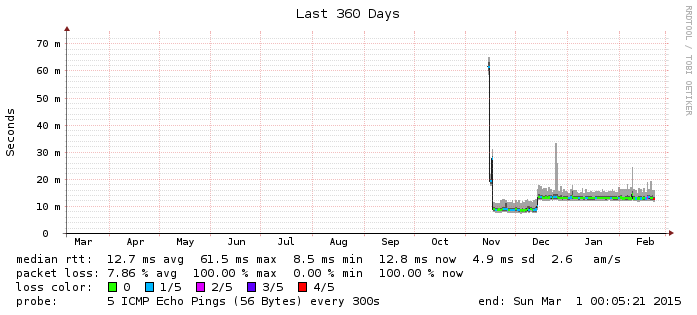 Last 360 Days
RRDTOOL / TOBI OETIKER
Seconds
70 m
60 m
50 m
40 m
30 m
20 m
10 m
0
Mar Apr May Jun Jul Aug Sep Oct Nov Dec Jan Feb
median rtt: 12.7 ms avg 61.5 ms max 8.5 ms min 12.8 ms now 4.9 ms sd 2.6 am/s
packet loss: 7.86 % avg 100.00 % max 0.00 % min 100.00 % now
loss color: 0 1/5 2/5 3/5 4/5
probe: 5 ICMP Echo Pings (56 Bytes) every 300s end: Sun Mar 1 00:05:21 2015